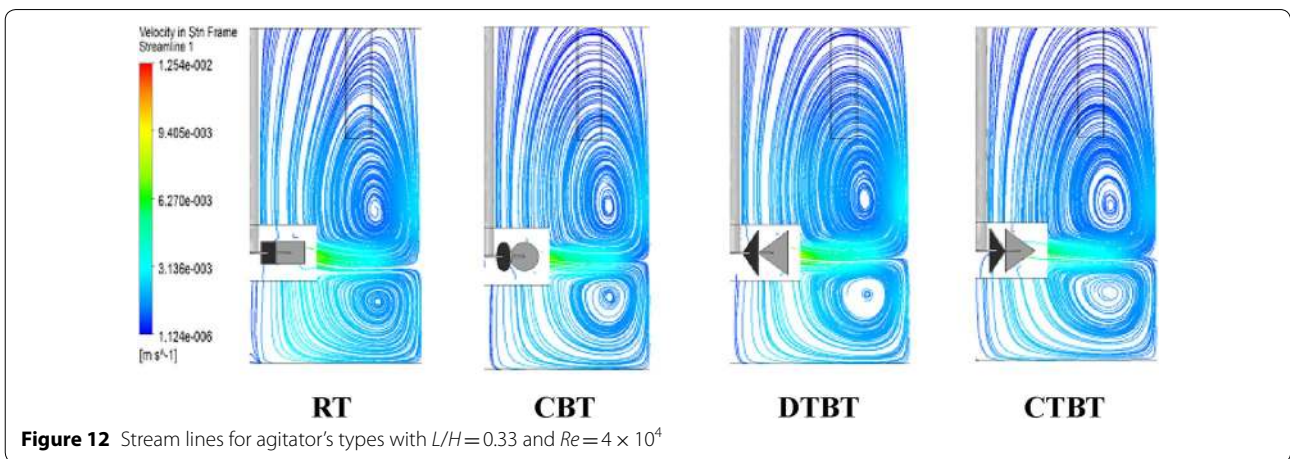 Velocity in Stn Frame
Streamline 1
1.254e-002
9.405e-003
6.270e-003
3.136e-003
1.124e-006
[m s^-1]
RT CBT DTBT CTBT
Figure 12 Stream lines for agitator's types with L/H = 0.33 and Re = 4 × 10⁴